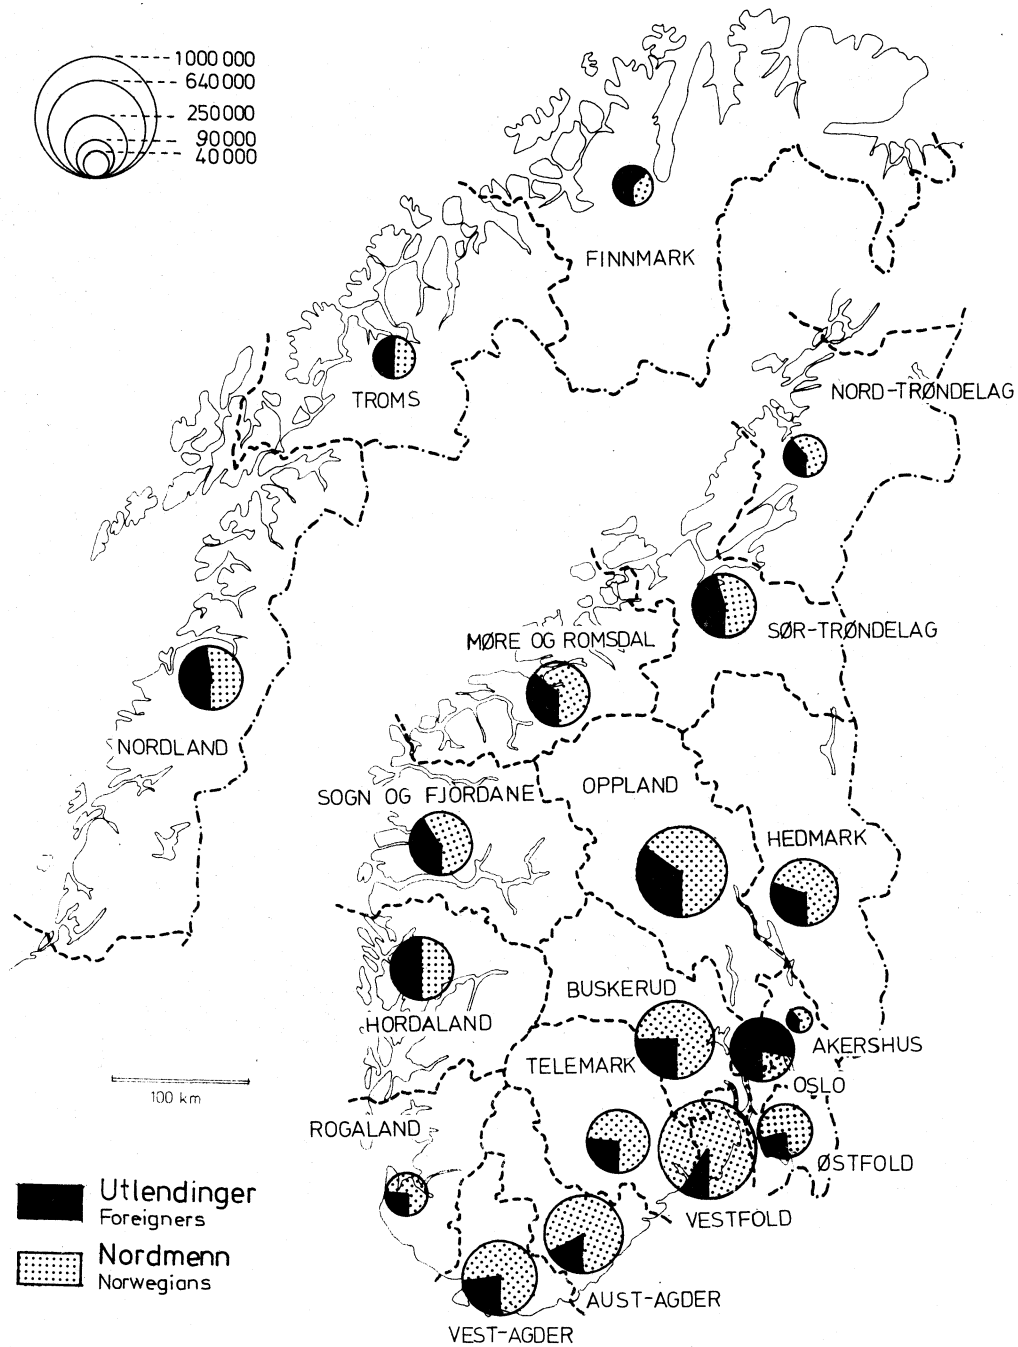 1000 000
640 000
250 000
90 000
40 000
FINNMARK
TROMS
NORD-TRØNDELAG
SØR-TRØNDELAG
MØRE OG ROMSDAL
NORDLAND
OPPLAND
SOGN OG FJORDANE
HEDMARK
BUSKERUD
HORDALAND
AKERSHUS
TELEMARK
OSLO
100 km
ROGALAND
ØSTFOLD
Utlendinger
Foreigners
VESTFOLD
Nordmenn
Norwegians
AUST-AGDER
VEST-AGDER